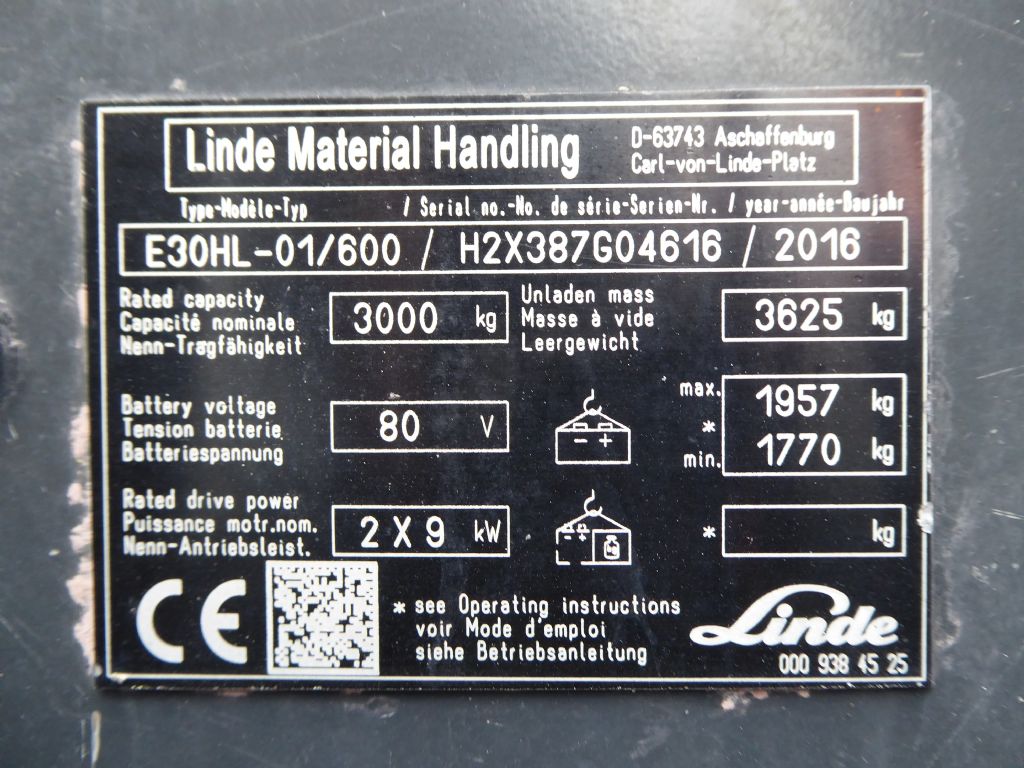 Linde Material Handling
D-63743 Aschaffenburg
Carl-von-Linde-Platz
Type-Modèle-Typ / Serial no.-No. de série-Serien-Nr. / year-année-Baujahr
E30HL-01/600 / H2X387G04616 / 2016
Rated capacity
Capacité nominale
Nenn-Tragfähigkeit
3000 kg
Unladen mass
Masse à vide
Leergewicht
3625 kg
Battery voltage
Tension batterie
Batteriespannung
80 V
- +
max. 1957 kg
*
min. 1770 kg
Rated drive power
Puissance motr.nom.
Nenn-Antriebsleist.
2 X 9 kW
- + kg
* kg
CE
* see Operating instructions
voir Mode d'emploi
siehe Betriebsanleitung
Linde
000 938 45 25